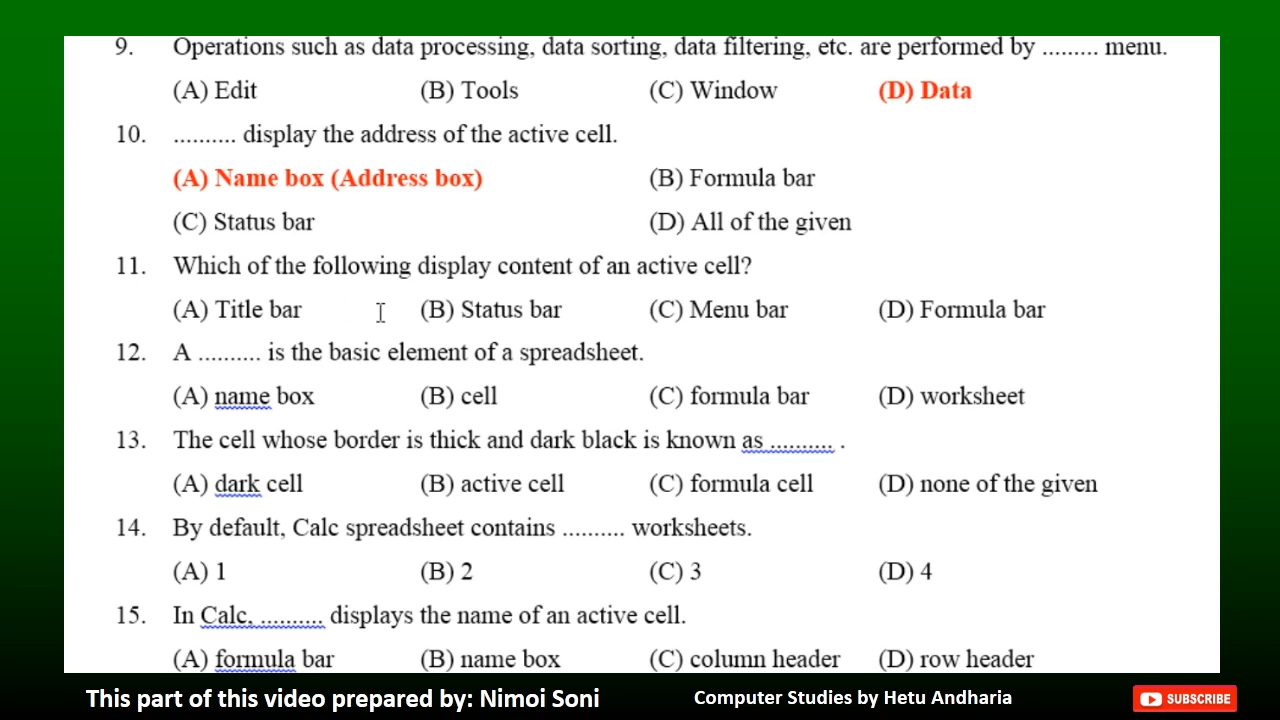 9. Operations such as data processing, data sorting, data filtering, etc. are performed by ......... menu.
(A) Edit (B) Tools (C) Window (D) Data
10. .......... display the address of the active cell.
(A) Name box (Address box) (B) Formula bar
(C) Status bar (D) All of the given
11. Which of the following display content of an active cell?
(A) Title bar (B) Status bar (C) Menu bar (D) Formula bar
12. A .......... is the basic element of a spreadsheet.
(A) name box (B) cell (C) formula bar (D) worksheet
13. The cell whose border is thick and dark black is known as .......... .
(A) dark cell (B) active cell (C) formula cell (D) none of the given
14. By default, Calc spreadsheet contains .......... worksheets.
(A) 1 (B) 2 (C) 3 (D) 4
15. In Calc, .......... displays the name of an active cell.
(A) formula bar (B) name box (C) column header (D) row header
This part of this video prepared by: Nimoi Soni Computer Studies by Hetu Andharia SUBSCRIBE